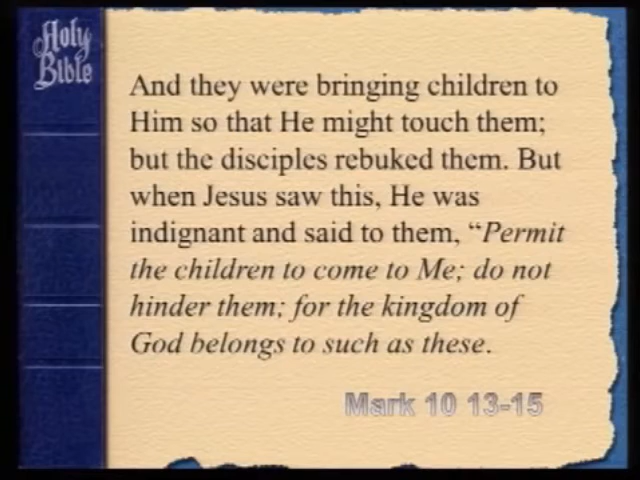 Holy
Bible
And they were bringing children to
Him so that He might touch them;
but the disciples rebuked them. But
when Jesus saw this, He was
indignant and said to them, “Permit
the children to come to Me; do not
hinder them; for the kingdom of
God belongs to such as these.
Mark 10 13-15